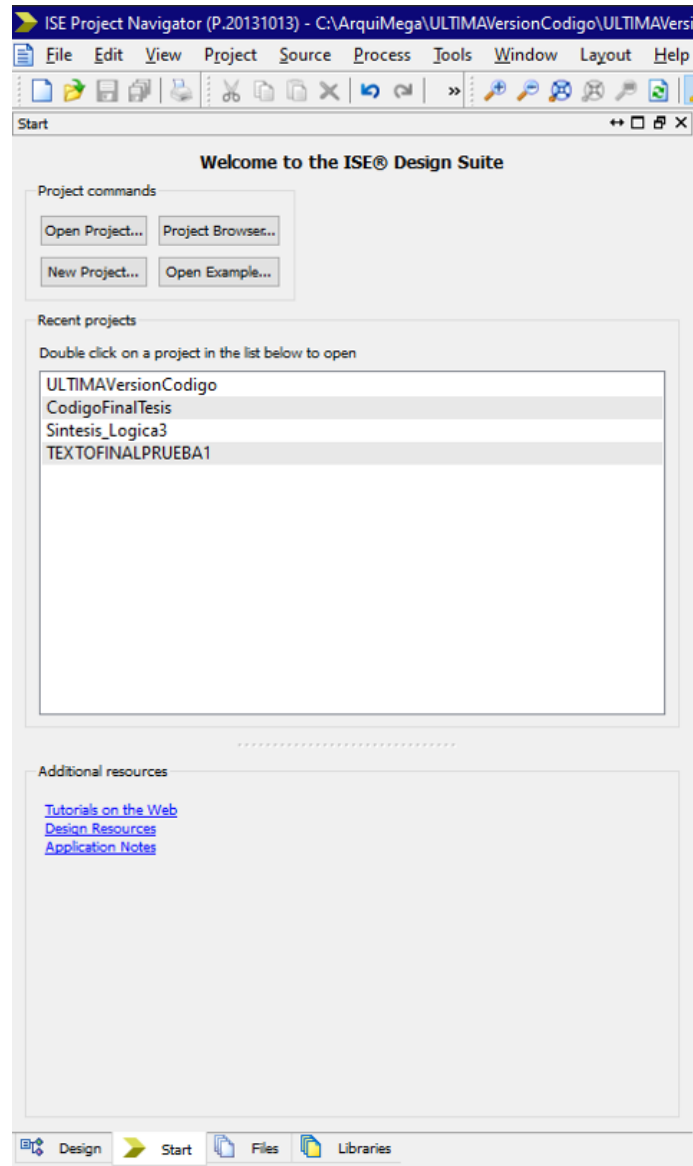 ISE Project Navigator (P.20131013) - C:\ArquiMega\ULTIMAVersionCodigo\ULTIMAVersi
File Edit View Project Source Process Tools Window Layout Help
»
Start
Welcome to the ISE® Design Suite
Project commands
Open Project... Project Browser...
New Project... Open Example...
Recent projects
Double click on a project in the list below to open
ULTIMAVersionCodigo
CodigoFinalTesis
Sintesis_Logica3
TEXTOFINALPRUEBA1
Additional resources
Tutorials on the Web
Design Resources
Application Notes
Design Start Files Libraries